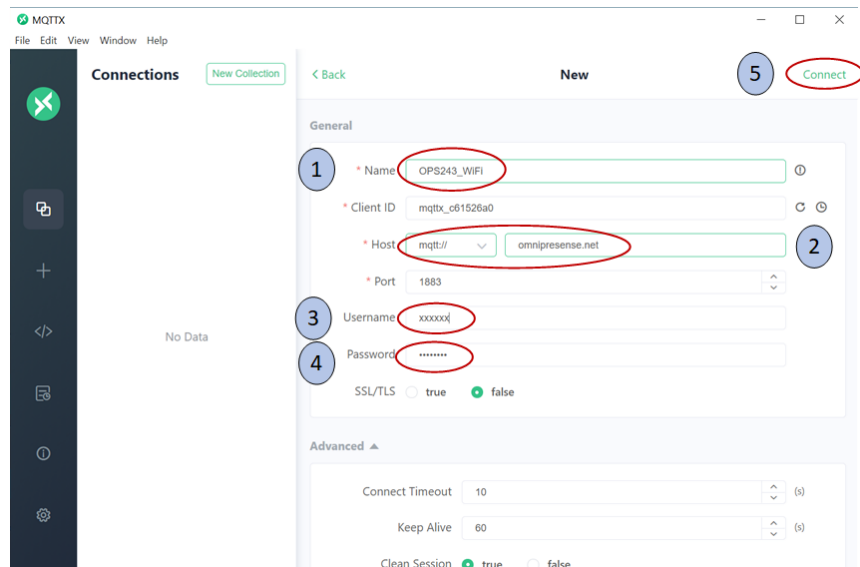 MQTTX
File Edit View Window Help
Connections New Collection < Back New 5 Connect
General
1 * Name OPS243_WiFi
* Client ID mqttx_c61526a0
* Host mqtt:// omnipresense.net 2
* Port 1883
3 Username xxxxxx
No Data
4 Password ••••••••
SSL/TLS true false
Advanced
Connect Timeout 10 (s)
Keep Alive 60 (s)
Clean Session true false